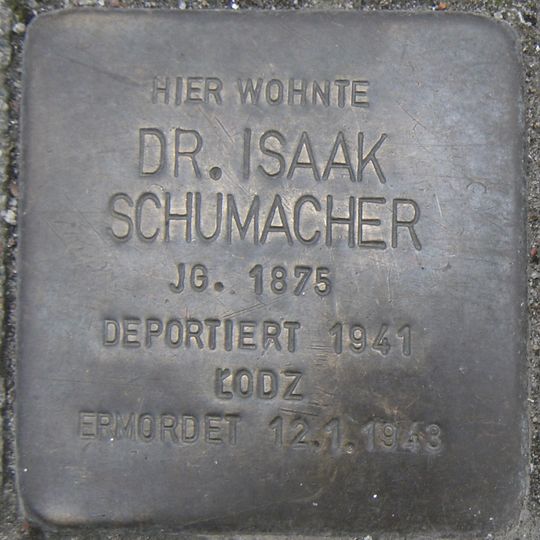 HIER WOHNTE
DR. ISAAK
SCHUMACHER
JG. 1875
DEPORTIERT 1941
ŁODZ
ERMORDET 12.1.1943